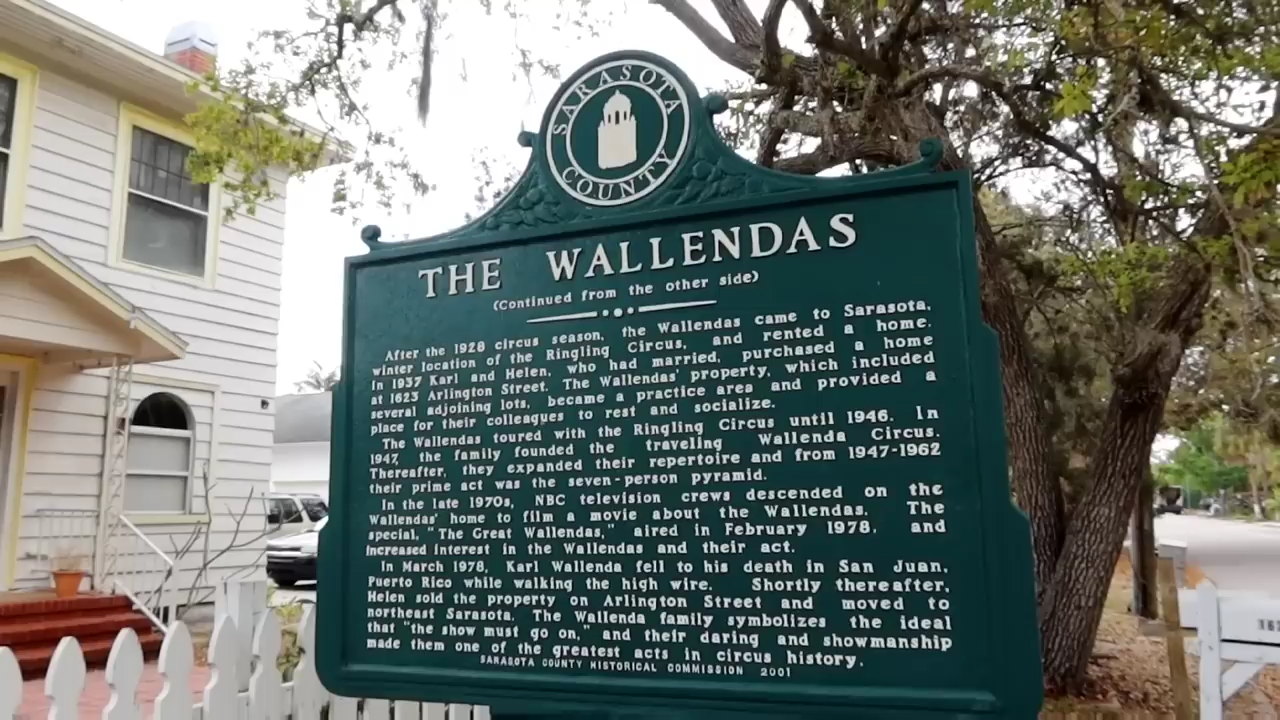 SARASOTA
COUNTY
THE WALLENDAS
(Continued from the other side)
After the 1928 circus season, the Wallendas came to Sarasota,
winter location of the Ringling Circus, and rented a home.
In 1937 Karl and Helen, who had married, purchased a home
at 1623 Arlington Street. The Wallendas' property, which included
several adjoining lots, became a practice area and provided a
place for their colleagues to rest and socialize.
The Wallendas toured with the Ringling Circus until 1946. In
1947, the family founded the traveling Wallenda Circus.
Thereafter, they expanded their repertoire and from 1947-1962
their prime act was the seven-person pyramid.
In the late 1970s, NBC television crews descended on the
Wallendas' home to film a movie about the Wallendas. The
special, "The Great Wallendas," aired in February 1978, and
increased interest in the Wallendas and their act.
In March 1978, Karl Wallenda fell to his death in San Juan,
Puerto Rico while walking the high wire. Shortly thereafter,
Helen sold the property on Arlington Street and moved to
northeast Sarasota. The Wallenda family symbolizes the ideal
that "the show must go on," and their daring and showmanship
made them one of the greatest acts in circus history.
SARASOTA COUNTY HISTORICAL COMMISSION 2001